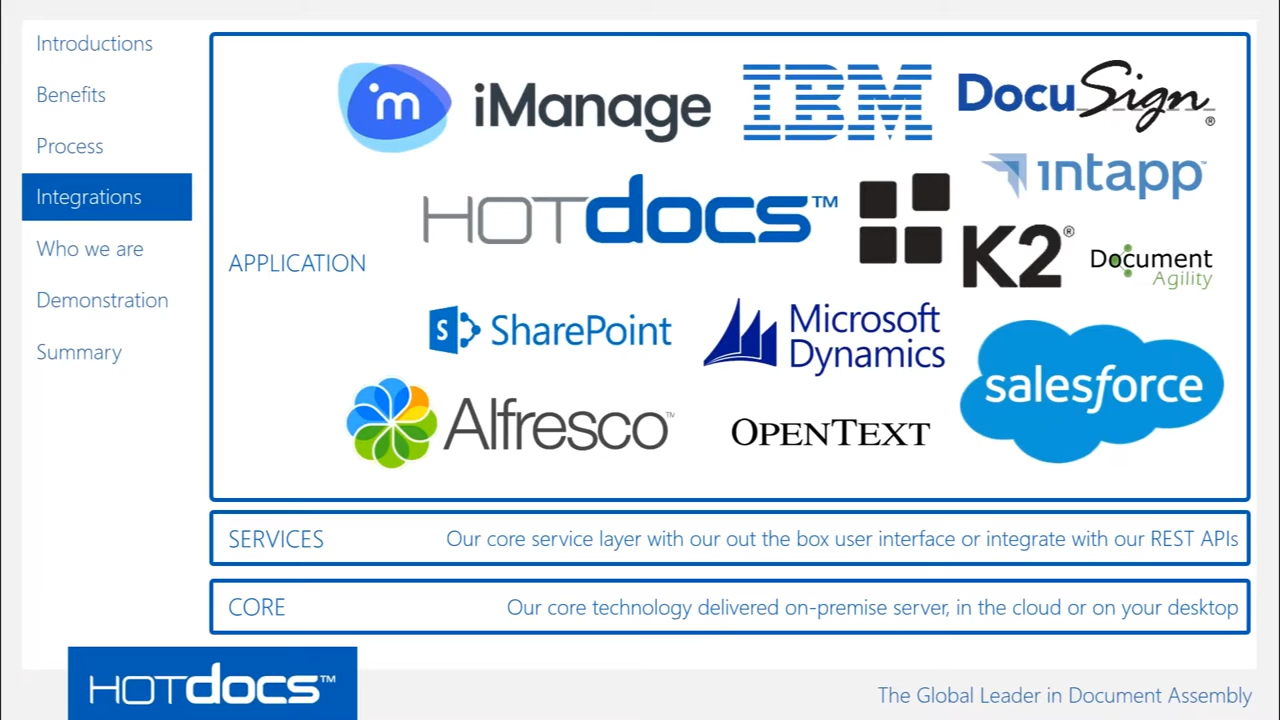 Introductions
Benefits
Process
Integrations
Who we are
Demonstration
Summary
APPLICATION
m iManage
IBM
DocuSign®
ıntapp™
HOTdocs™
K2®
Document
Agility
S SharePoint
Microsoft
Dynamics
salesforce
Alfresco™
OPENTEXT
SERVICES
Our core service layer with our out the box user interface or integrate with our REST APIs
CORE
Our core technology delivered on-premise server, in the cloud or on your desktop
HOTdocs™
The Global Leader in Document Assembly